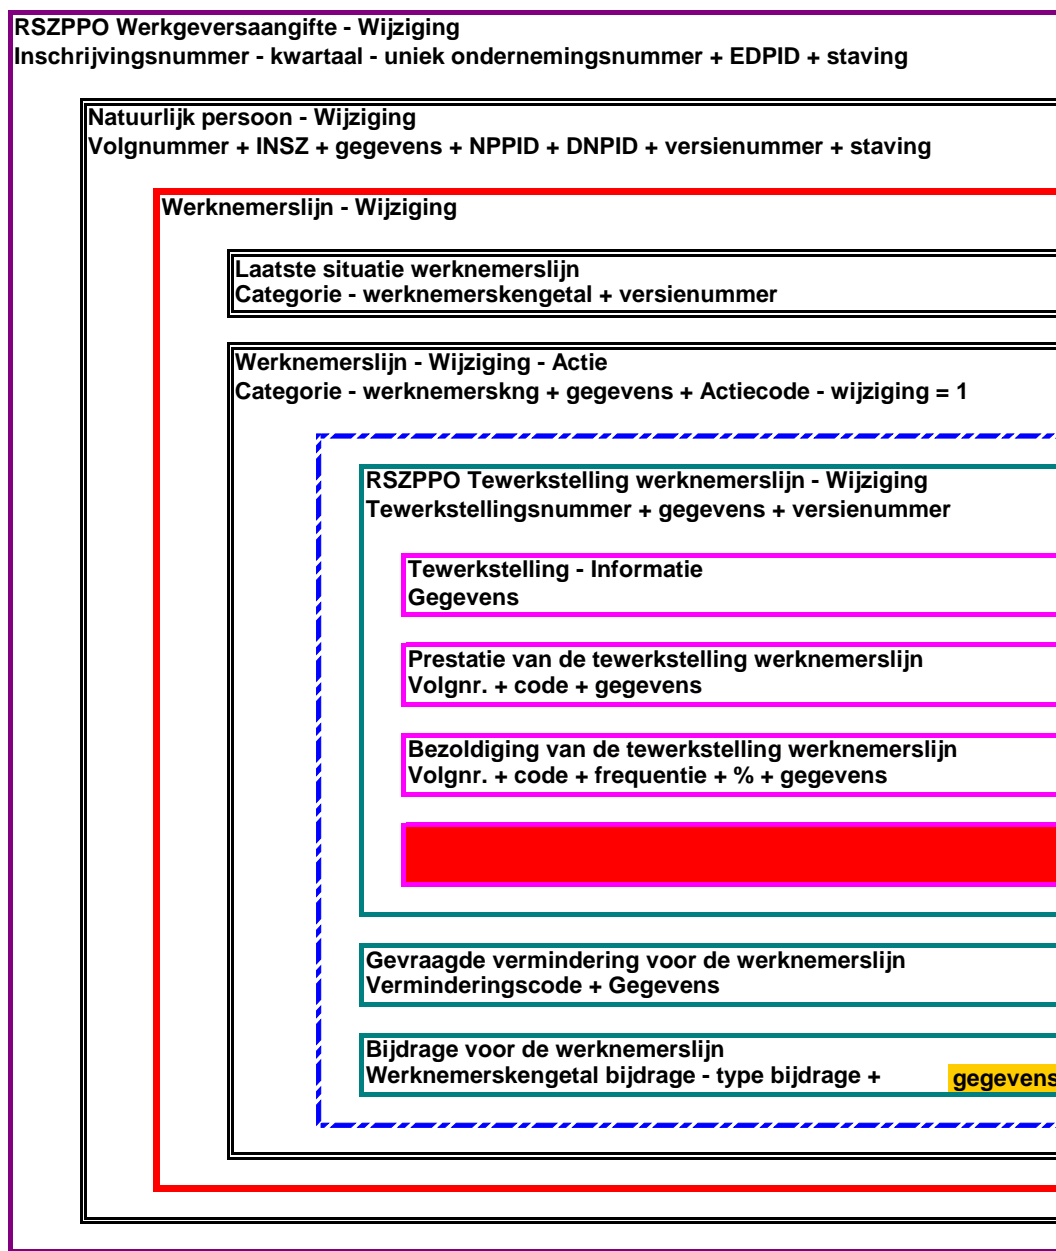 RSZPPO Werkgeversaangifte - Wijziging
Inschrijvingsnummer - kwartaal - uniek ondernemingsnummer + EDPID + staving
Natuurlijk persoon - Wijziging
Volgnummer + INSZ + gegevens + NPPID + DNPID + versienummer + staving
Werknemerslijn - Wijziging
Laatste situatie werknemerslijn
Categorie - werknemerskengetal + versienummer
Werknemerslijn - Wijziging - Actie
Categorie - werknemerskng + gegevens + Actiecode - wijziging = 1
RSZPPO Tewerkstelling werknemerslijn - Wijziging
Tewerkstellingsnummer + gegevens + versienummer
Tewerkstelling - Informatie
Gegevens
Prestatie van de tewerkstelling werknemerslijn
Volgnr. + code + gegevens
Bezoldiging van de tewerkstelling werknemerslijn
Volgnr. + code + frequentie + % + gegevens
Gevraagde vermindering voor de werknemerslijn
Verminderingscode + Gegevens
Bijdrage voor de werknemerslijn
Werknemerskengetal bijdrage - type bijdrage + gegevens